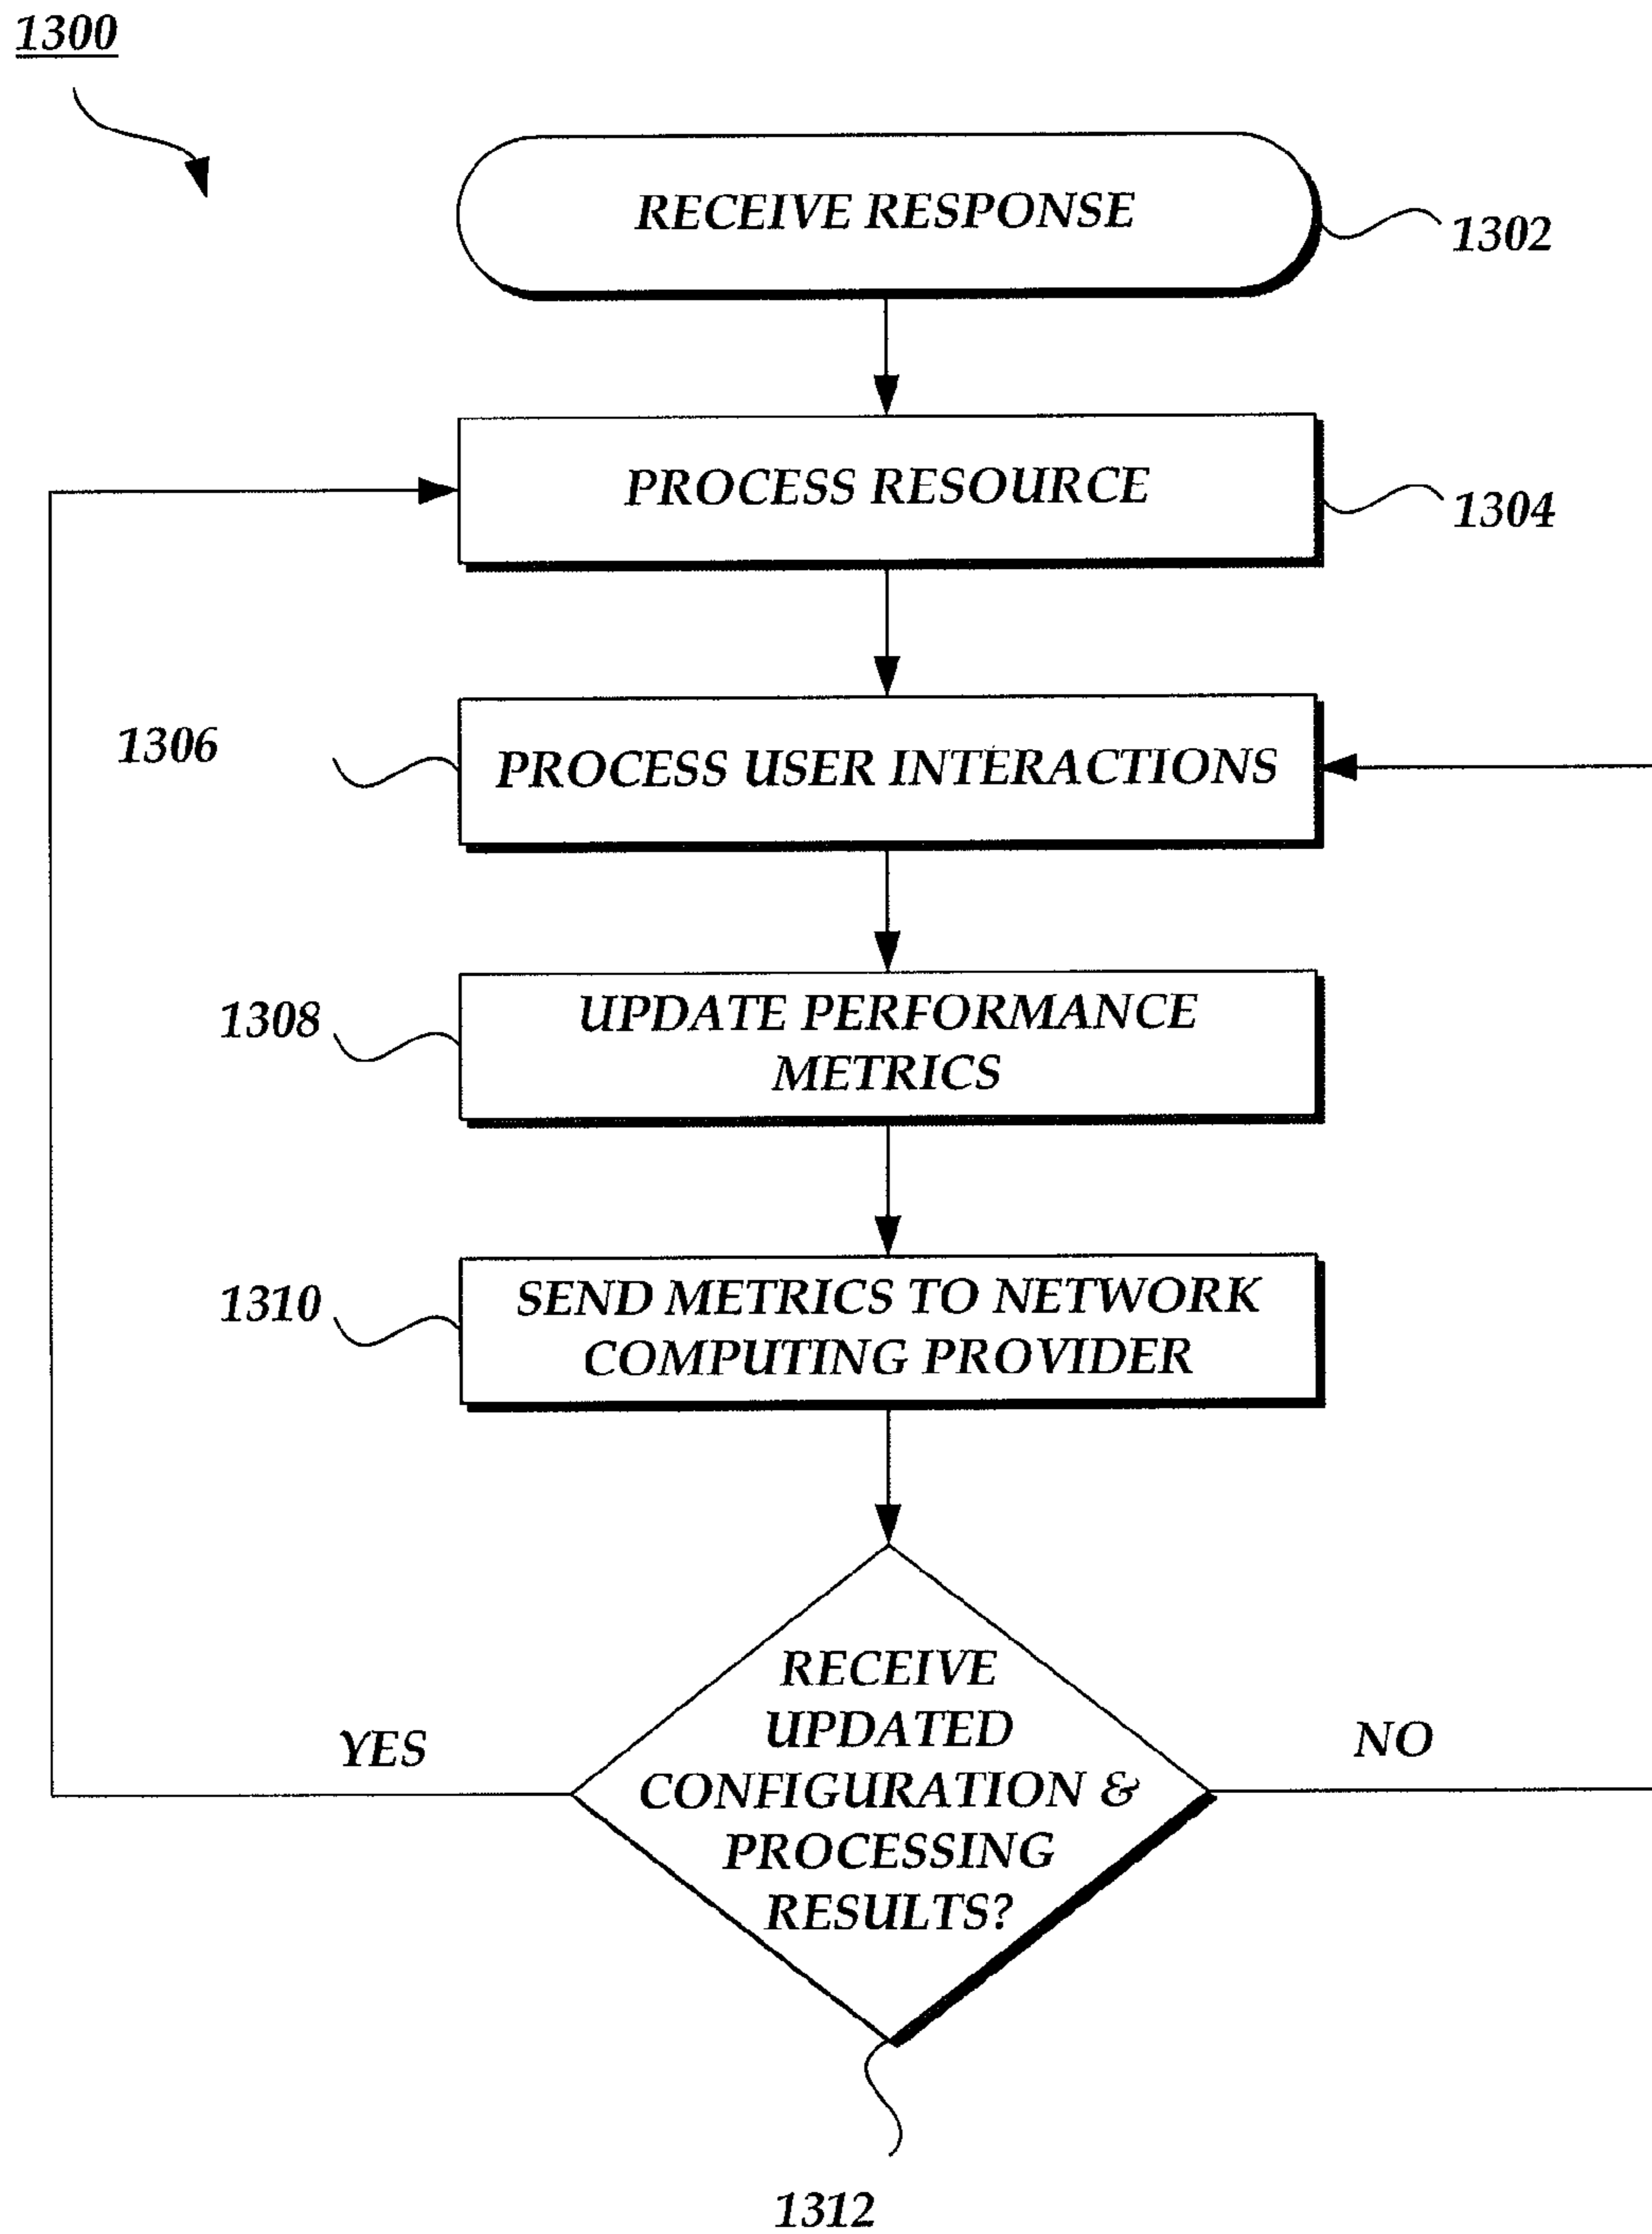 1300
RECEIVE RESPONSE
1302
PROCESS RESOURCE
1304
1306
PROCESS USER INTERACTIONS
1308
UPDATE PERFORMANCE
METRICS
1310
SEND METRICS TO NETWORK
COMPUTING PROVIDER
RECEIVE
UPDATED
CONFIGURATION &
PROCESSING
RESULTS?
YES
NO
1312